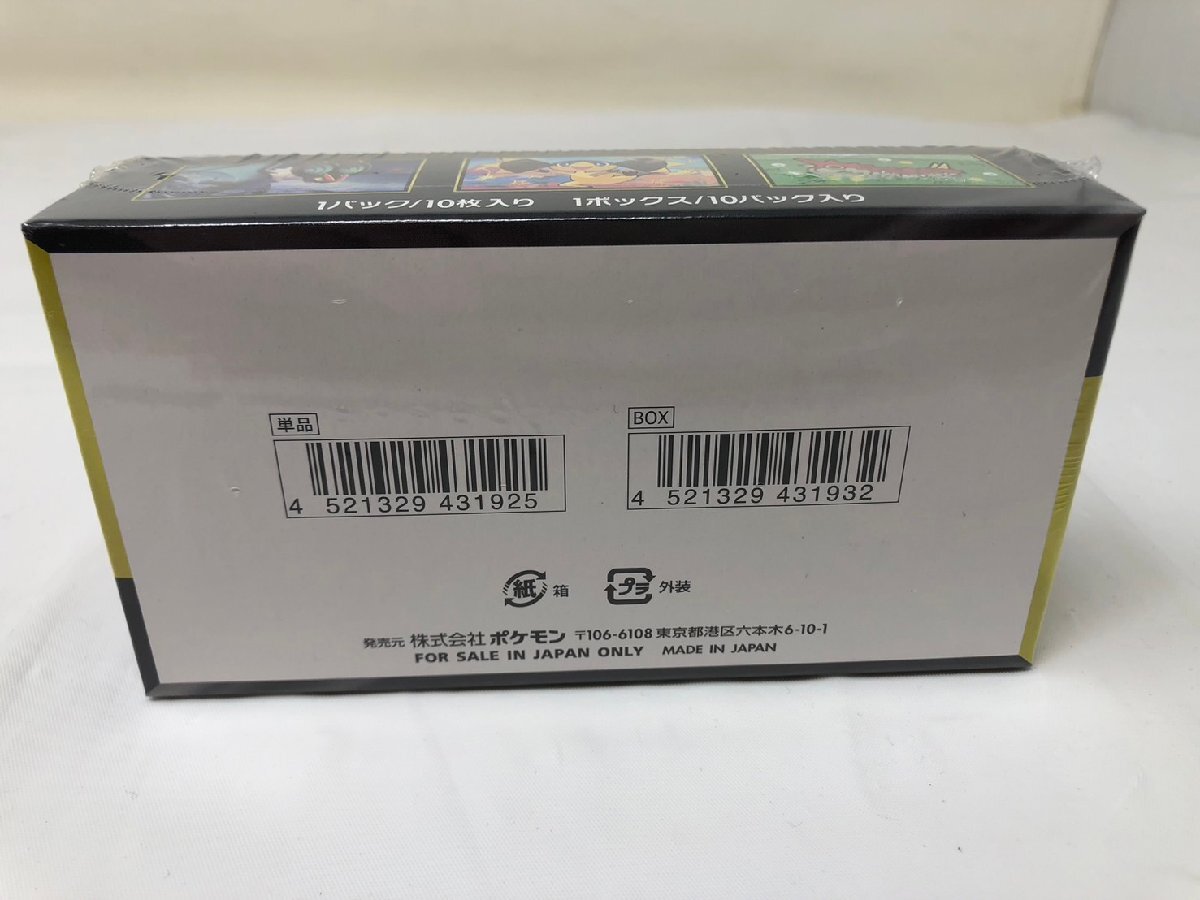 1パック/10枚入り 1ボックス/10パック入り
単品
4 521329 431925
BOX
4 521329 431932
紙 箱 プラ 外装
発売元 株式会社 ポケモン 〒106-6108 東京都港区六本木6-10-1
FOR SALE IN JAPAN ONLY MADE IN JAPAN